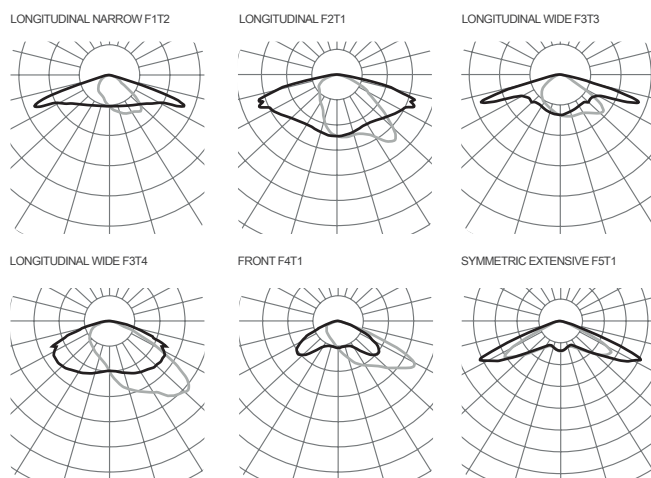 LONGITUDINAL NARROW F1T2
LONGITUDINAL F2T1
LONGITUDINAL WIDE F3T3
LONGITUDINAL WIDE F3T4
FRONT F4T1
SYMMETRIC EXTENSIVE F5T1